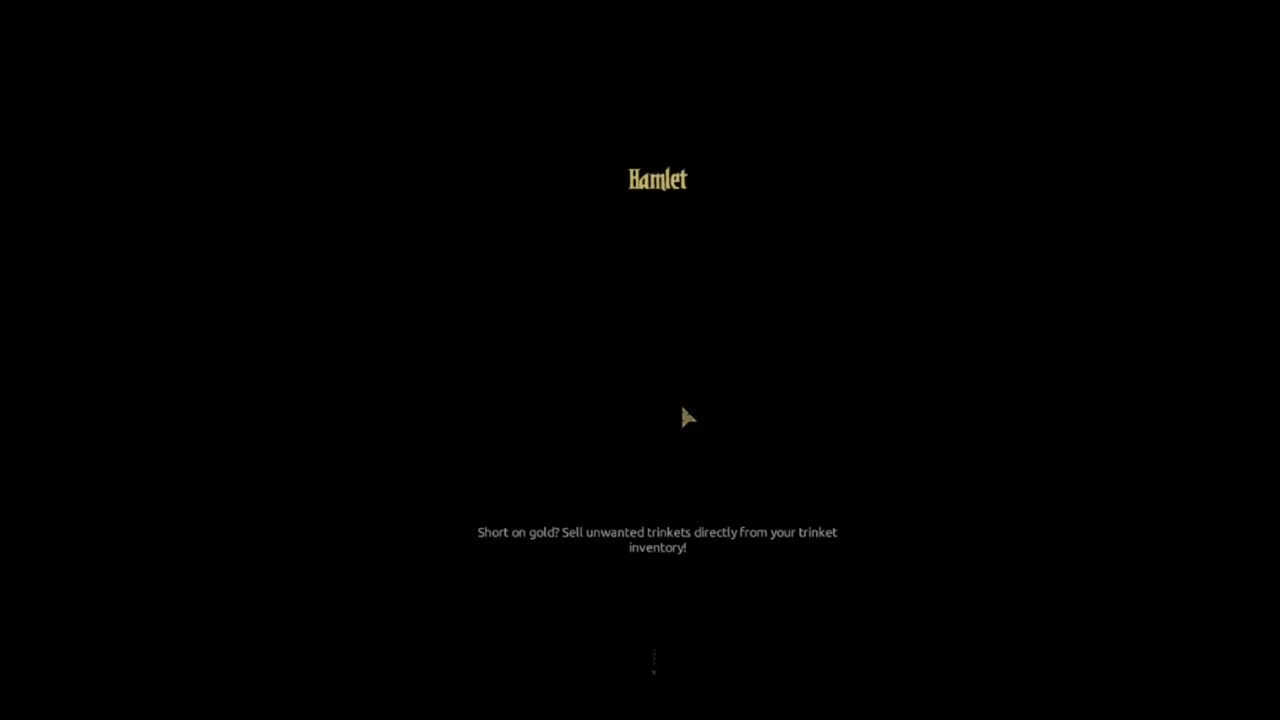 Hamlet
Short on gold? Sell unwanted trinkets directly from your trinket
inventory!